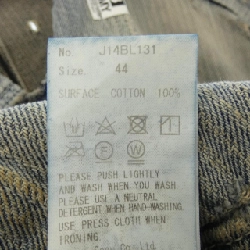 No. J14BL131
Size. 44
SURFACE COTTON 100%
PLEASE PUSH LIGHTLY
AND WASH WHEN YOU WASH
PLEASE USE A NEUTRAL
DETERGENT WHEN HAND-WASHING.
USE PRESS CLOTH WHEN
IRONING.